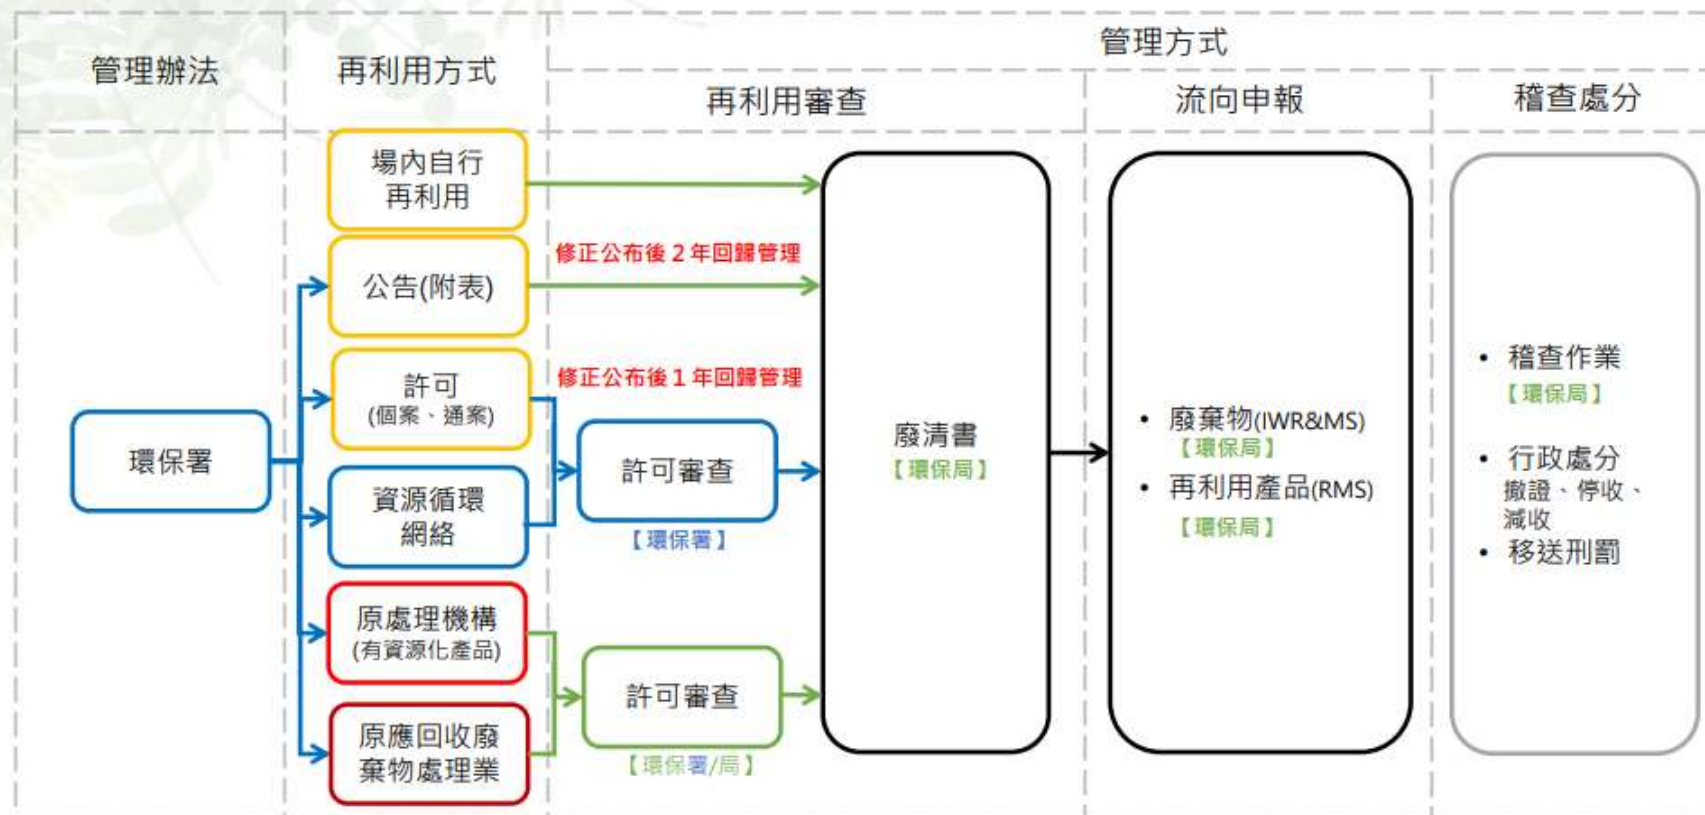 管理辦法
再利用方式
管理方式
再利用審查
流向申報
稽查處分
環保署
場內自行
再利用
公告(附表)
許可
(個案、通案)
資源循環
網絡
原處理機構
(有資源化產品)
原應回收廢
棄物處理業
修正公布後2年回歸管理
修正公布後1年回歸管理
許可審查
【環保署】
許可審查
【環保署/局】
廢清書
【環保局】
• 廢棄物(IWR&MS)
【環保局】
• 再利用產品(RMS)
【環保局】
• 稽查作業
【環保局】
• 行政處分
撤證、停收、
減收
• 移送刑罰